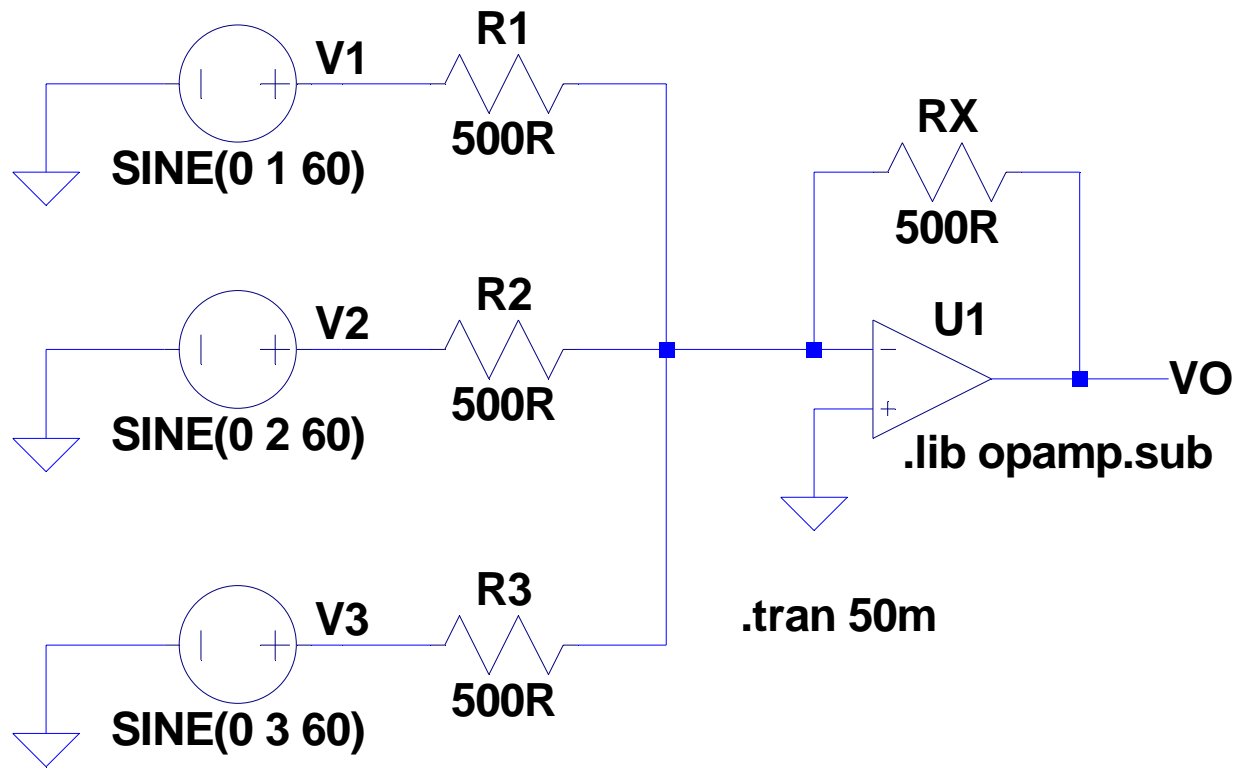 V1
R1
500R
SINE(0 1 60)
RX
500R
V2
R2
500R
SINE(0 2 60)
U1
VO
.lib opamp.sub
V3
R3
500R
SINE(0 3 60)
.tran 50m